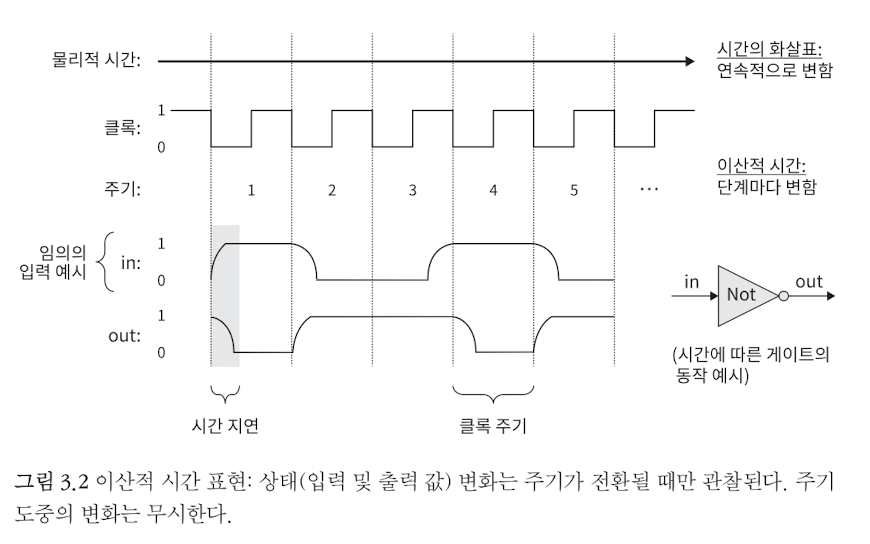 물리적 시간:
시간의 화살표:
연속적으로 변함
1
클록:
0
이산적 시간:
단계마다 변함
주기:
1 2 3 4 5 ···
임의의
입력 예시
1
in:
0
1
out:
0
in
Not
out
(시간에 따른 게이트의
동작 예시)
시간 지연
클록 주기
그림 3.2 이산적 시간 표현: 상태(입력 및 출력 값) 변화는 주기가 전환될 때만 관찰된다. 주기
도중의 변화는 무시한다.